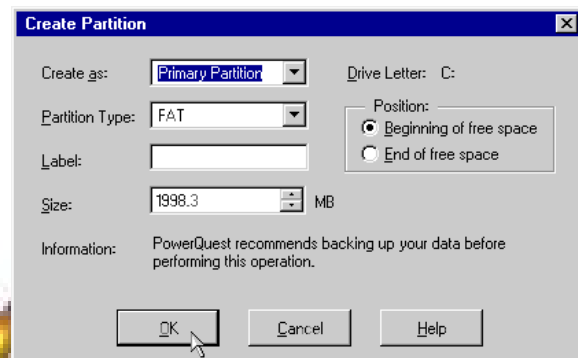 Create Partition
Create as: Primary Partition Drive Letter: C:
Partition Type: FAT
Position:
Beginning of free space
End of free space
Label:
Size: 1998.3 MB
Information: PowerQuest recommends backing up your data before
performing this operation.
OK Cancel Help